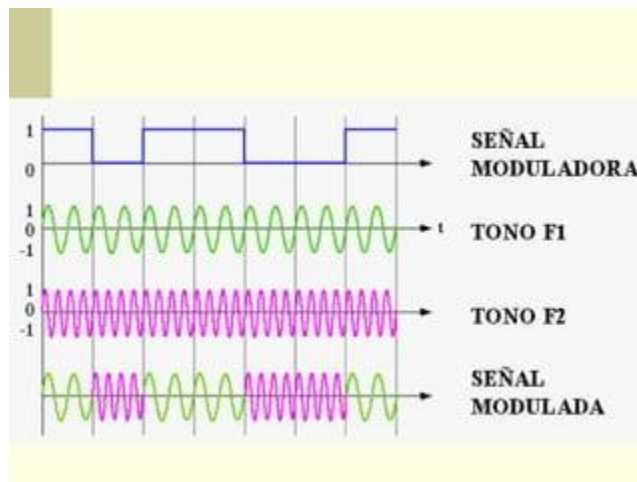 1
0
SEÑAL
MODULADORA
1
0
-1
t
TONO F1
1
0
-1
TONO F2
SEÑAL
MODULADA